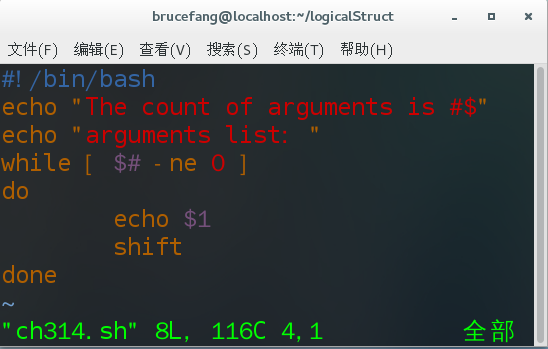 brucefang@localhost:~/logicalStruct
文件(F) 编辑(E) 查看(V) 搜索(S) 终端(T) 帮助(H)
#!/bin/bash
echo "The count of arguments is #$"
echo "arguments list: "
while [ $# -ne 0 ]
do
        echo $1
        shift
done
~
"ch314.sh" 8L, 116C 4,1 全部